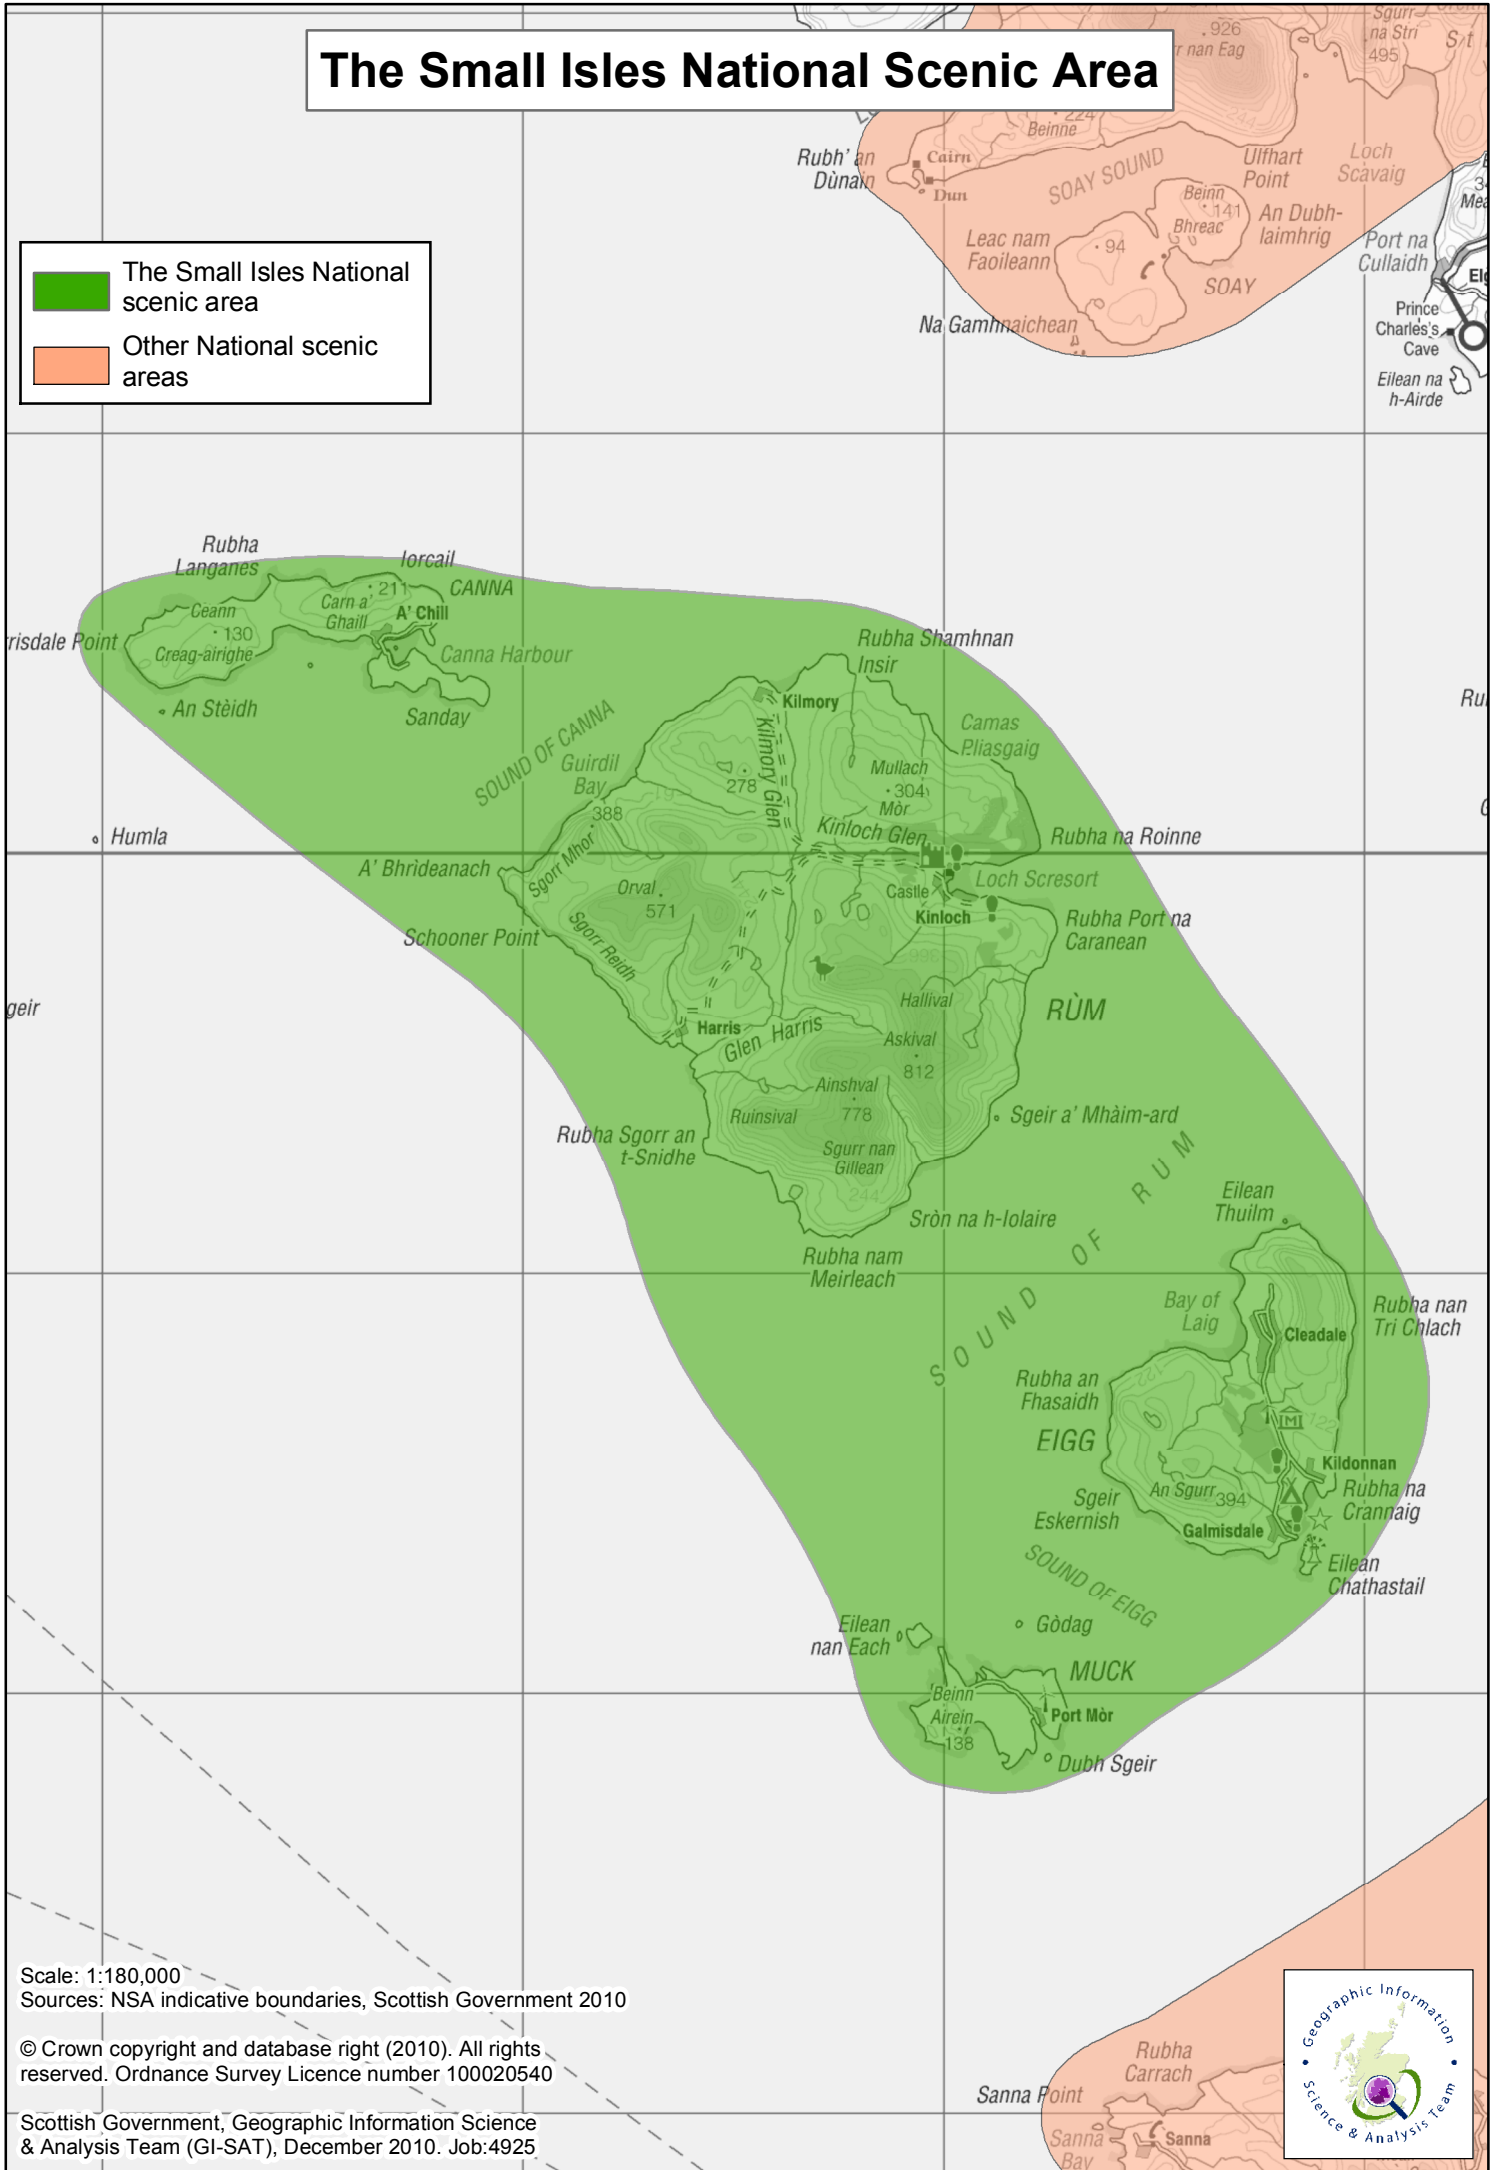 The Small Isles National Scenic Area
926
Sgurr
na Stri
495
224
Beinne
244
Rubh' an
Dùnain
Cairn
Dun
SOAY SOUND
Ulfhart
Point
Loch
Scavaig
Beinn
141
Bhreac
An Dubh-
laimhrig
Leac nam
Faoileann
94
SOAY
Port na
Cullaidh
Na Gamhnaichean
Prince
Charles's
Cave
Eilean na
h-Airde
The Small Isles National
scenic area
Other National scenic
areas
Rubha
Langanes
Iorcail
211
CANNA
Carn a'
Ghaill
A' Chill
Ceann
130
Creag-airighe
risdale Point
Canna Harbour
An Stèidh
Sanday
SOUND OF CANNA
Rubha Shamhnan
Insir
Kilmory
Kilmory Glen
Camas
Pliasgaig
Guirdil
Bay
278
Mullach
304
Mòr
388
Humla
Kinloch Glen
Rubha na Roinne
A' Bhrìdeanach
Sgorr Mhor
Loch Scresort
Castle
Orval
571
Kinloch
Rubha Port na
Caranean
Schooner Point
Sgorr Reidh
geir
Hallival
RÙM
Harris
Glen Harris
Askival
812
Ainshval
778
Ruinsival
Sgeir a' Mhàim-ard
Rubha Sgorr an
t-Snidhe
Sgurr nan
Gillean
244
Sròn na h-Iolaire
Rubha nam
Meirleach
SOUND OF RUM
Eilean
Thuilm
Bay of
Laig
Rubha nan
Tri Chlach
Cleadale
Rubha an
Fhasaidh
EIGG
122
Kildonnan
An Sgurr
394
Rubha na
Crannaig
Sgeir
Eskernish
Galmisdale
Eilean
Chathastail
SOUND OF EIGG
Eilean
nan Each
Gòdag
MUCK
Beinn
Airein
138
Port Mòr
Dubh Sgeir
Scale: 1:180,000
Sources: NSA indicative boundaries, Scottish Government 2010
© Crown copyright and database right (2010). All rights
reserved. Ordnance Survey Licence number 100020540
Scottish Government, Geographic Information Science
& Analysis Team (GI-SAT), December 2010. Job:4925
Rubha
Carrach
Sanna Point
Sanna
Bay
Sanna
Geographic Information
Science & Analysis Team